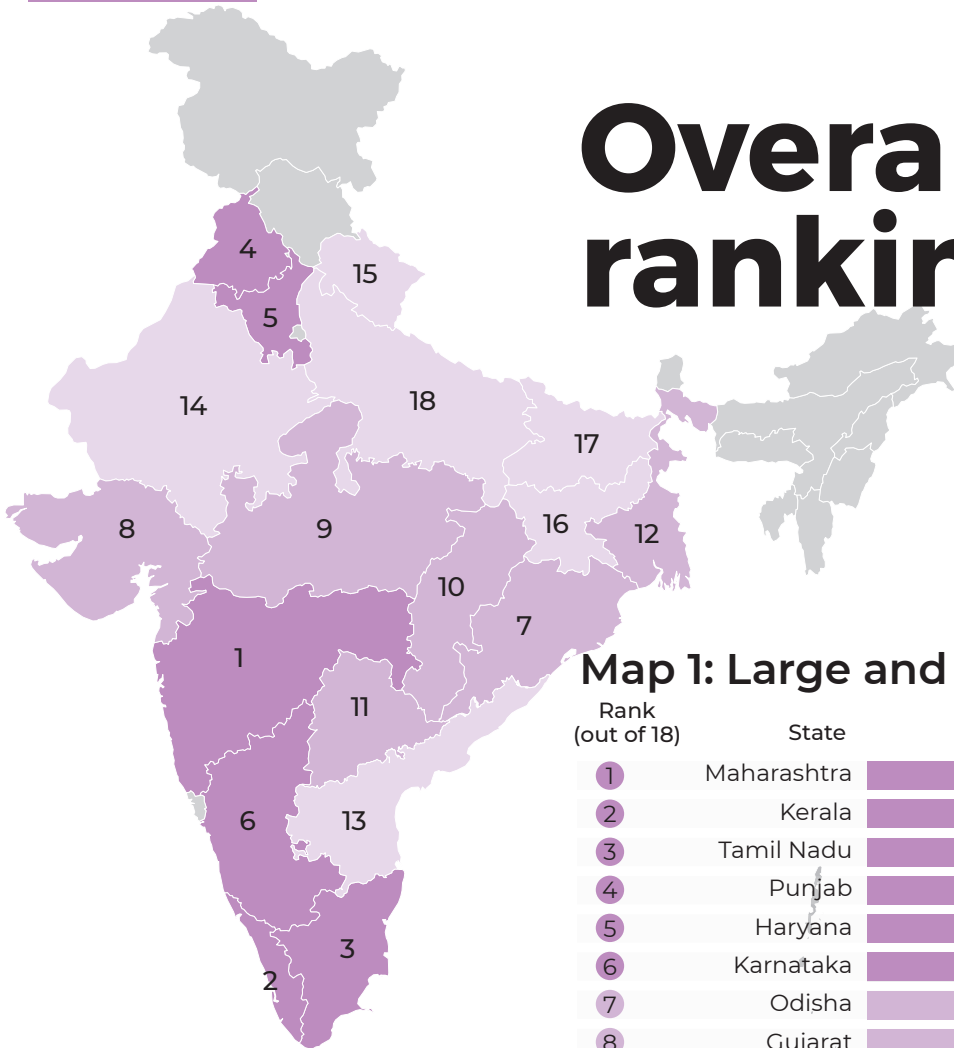 Overa
rankin
4
15
5
14
18
17
8
9
16
12
10
7
1
11
6
13
3
2
Map 1: Large and
Rank
(out of 18)
State
1 Maharashtra
2 Kerala
3 Tamil Nadu
4 Punjab
5 Haryana
6 Karnataka
7 Odisha
8 Gujarat